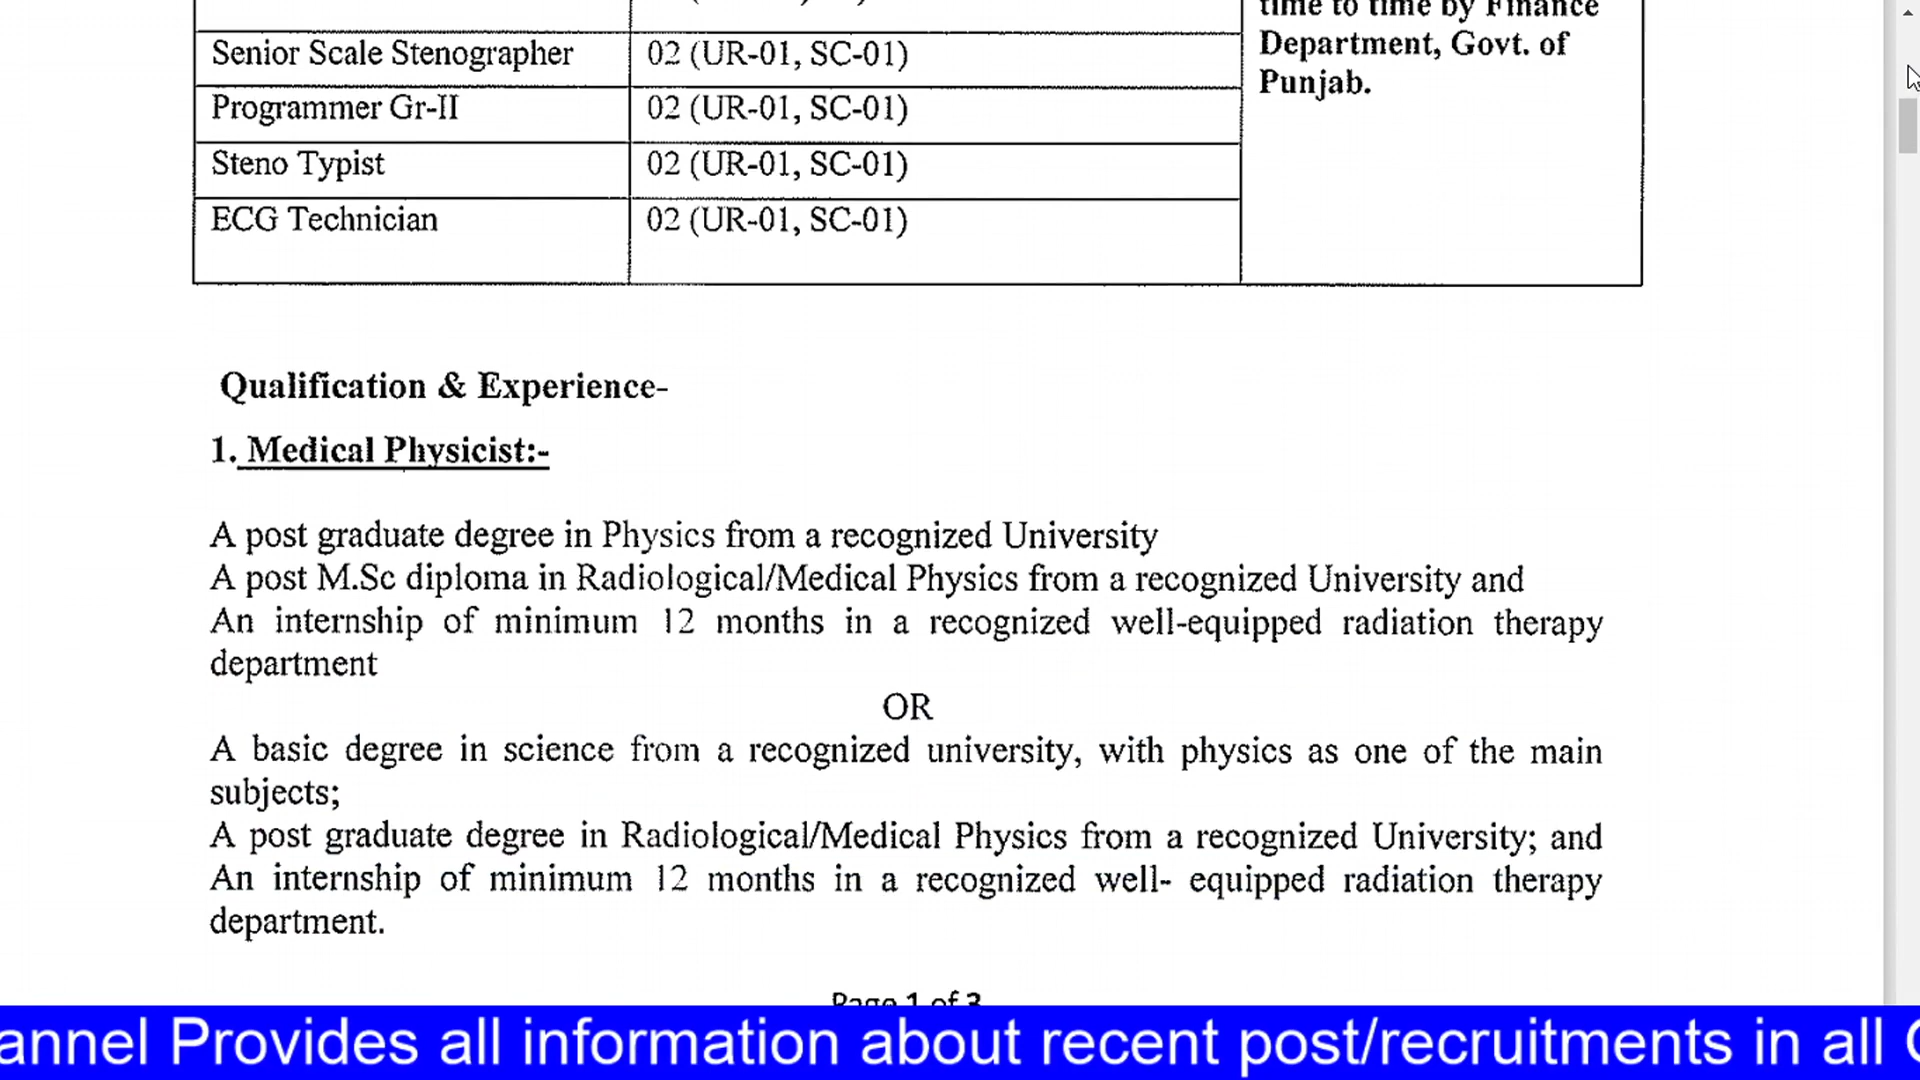 time to time by Finance
Senior Scale Stenographer 02 (UR-01, SC-01) Department, Govt. of
Punjab.
Programmer Gr-II 02 (UR-01, SC-01)
Steno Typist 02 (UR-01, SC-01)
ECG Technician 02 (UR-01, SC-01)
Qualification & Experience-
1. Medical Physicist:-
A post graduate degree in Physics from a recognized University
A post M.Sc diploma in Radiological/Medical Physics from a recognized University and
An internship of minimum 12 months in a recognized well-equipped radiation therapy
department
OR
A basic degree in science from a recognized university, with physics as one of the main
subjects;
A post graduate degree in Radiological/Medical Physics from a recognized University; and
An internship of minimum 12 months in a recognized well- equipped radiation therapy
department.
Page 1 of 3
annel Provides all information about recent post/recruitments in all